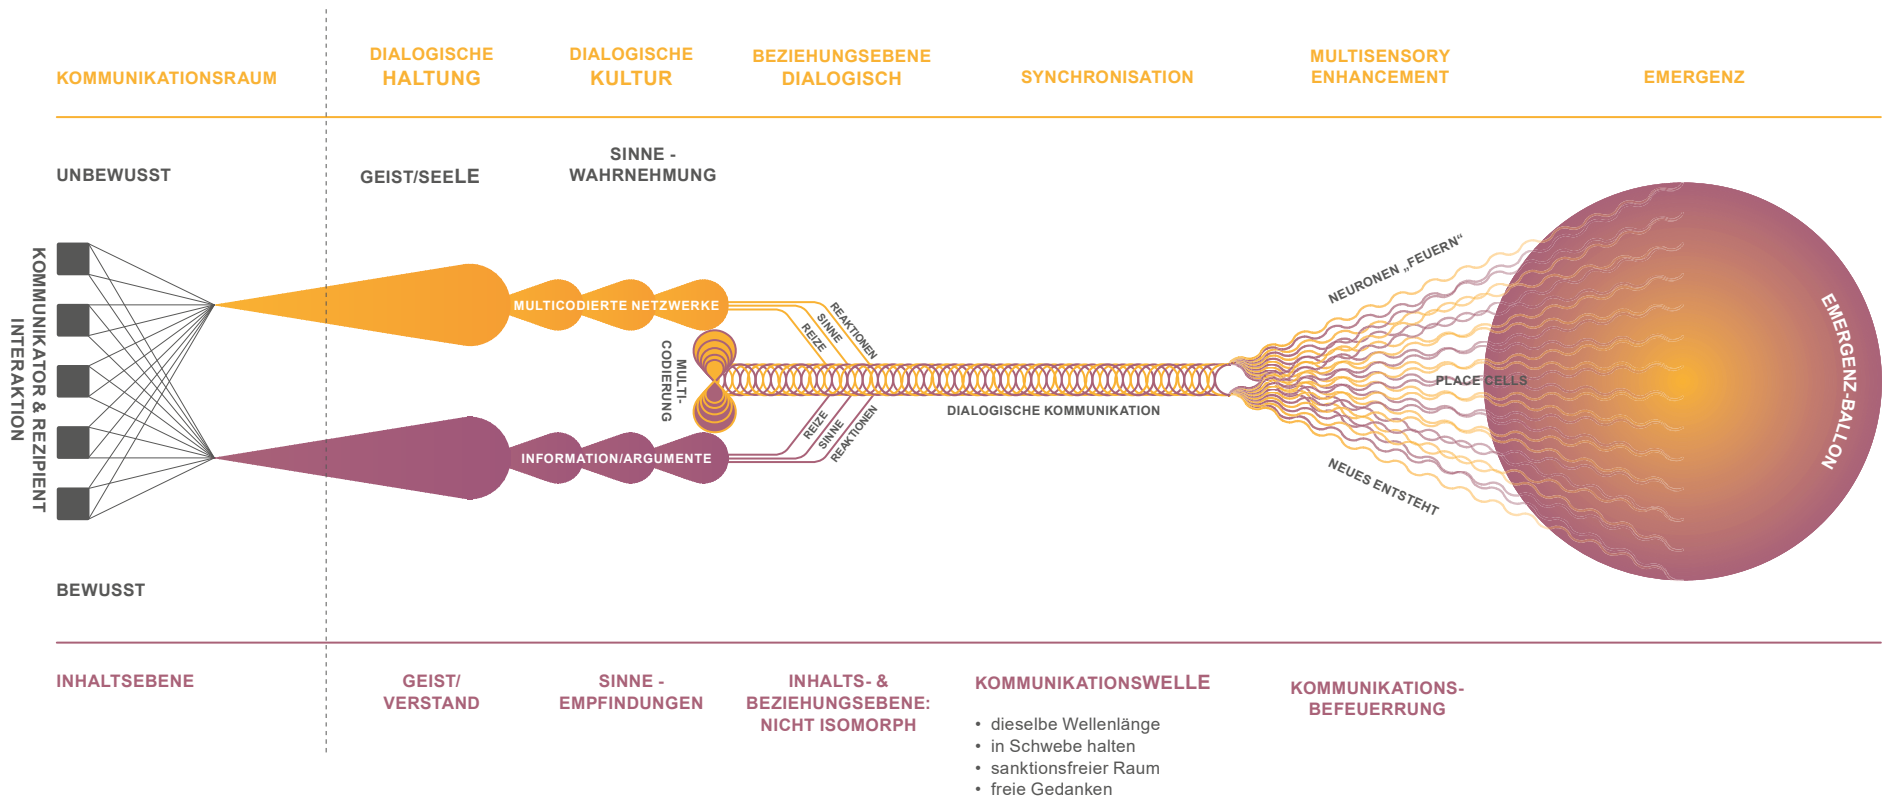 KOMMUNIKATIONSRAUM
DIALOGISCHE
HALTUNG
DIALOGISCHE
KULTUR
BEZIEHUNGSEBENE
DIALOGISCH
SYNCHRONISATION
MULTISENSORY
ENHANCEMENT
EMERGENZ
UNBEWUSST
GEIST/SEELE
SINNE -
WAHRNEHMUNG
KOMMUNIKATOR & REZIPIENT
INTERAKTION
MULTICODIERTE NETZWERKE
MULTI-
CODIERUNG
REIZE
SINNE
REAKTIONEN
INFORMATION/ARGUMENTE
REIZE
SINNE
REAKTIONEN
DIALOGISCHE KOMMUNIKATION
NEURONEN „FEUERN“
PLACE CELLS
NEUES ENTSTEHT
EMERGENZ-BALLON
BEWUSST
INHALTSEBENE
GEIST/
VERSTAND
SINNE -
EMPFINDUNGEN
INHALTS- &
BEZIEHUNGSEBENE:
NICHT ISOMORPH
KOMMUNIKATIONSWELLE
• dieselbe Wellenlänge
• in Schwebe halten
• sanktionsfreier Raum
• freie Gedanken
KOMMUNIKATIONS-
BEFEUERRUNG